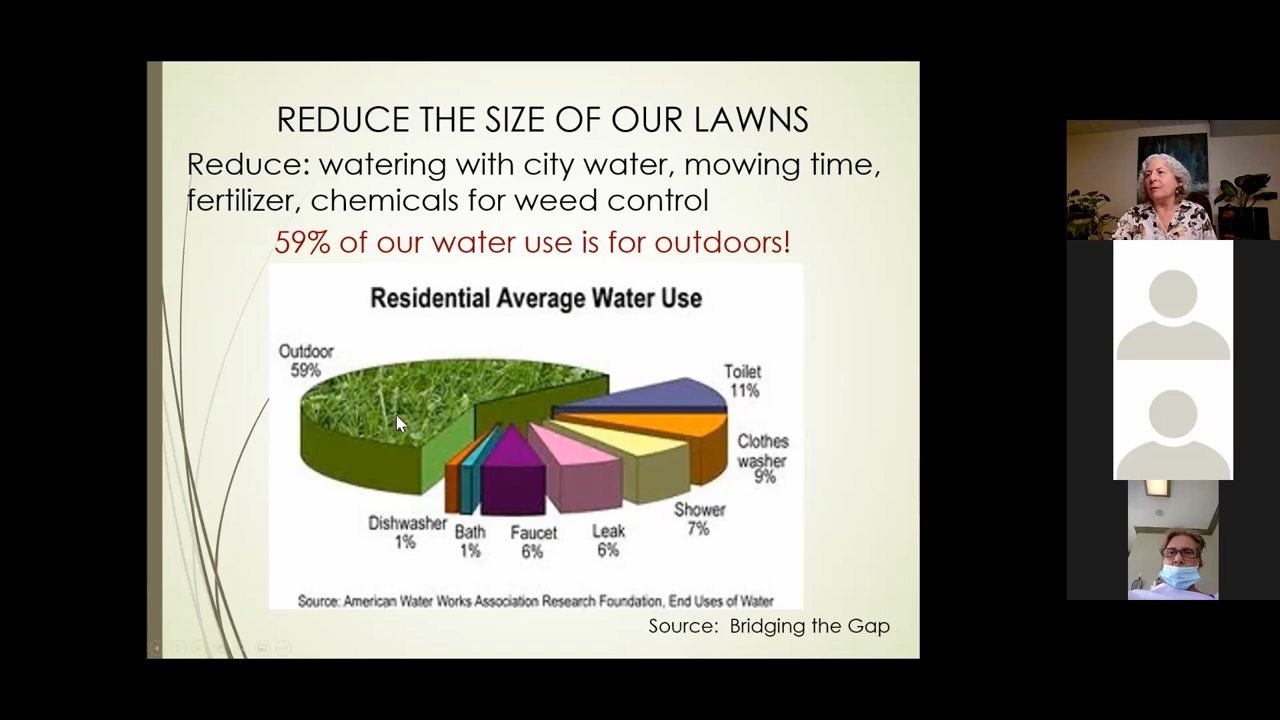 REDUCE THE SIZE OF OUR LAWNS
Reduce: watering with city water, mowing time,
fertilizer, chemicals for weed control
59% of our water use is for outdoors!
Residential Average Water Use
Outdoor
59%
Toilet
11%
Clothes
washer
9%
Shower
7%
Leak
6%
Faucet
6%
Bath
1%
Dishwasher
1%
Source: American Water Works Association Research Foundation, End Uses of Water
Source: Bridging the Gap